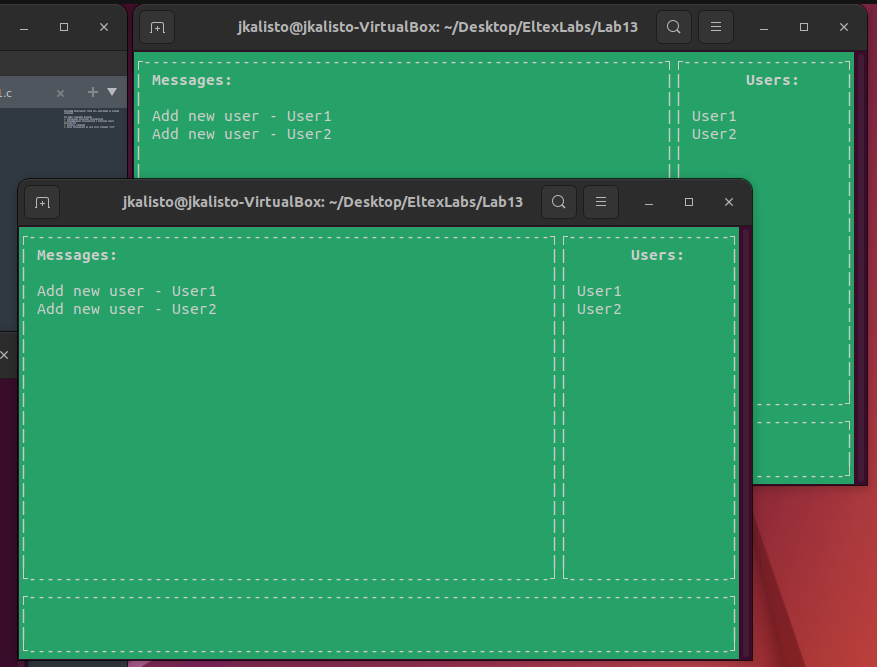 jkalisto@jkalisto-VirtualBox: ~/Desktop/EltexLabs/Lab13
.c
Messages:
Users:
Add new user - User1
User1
Add new user - User2
User2
jkalisto@jkalisto-VirtualBox: ~/Desktop/EltexLabs/Lab13
Messages:
Users:
Add new user - User1
User1
Add new user - User2
User2